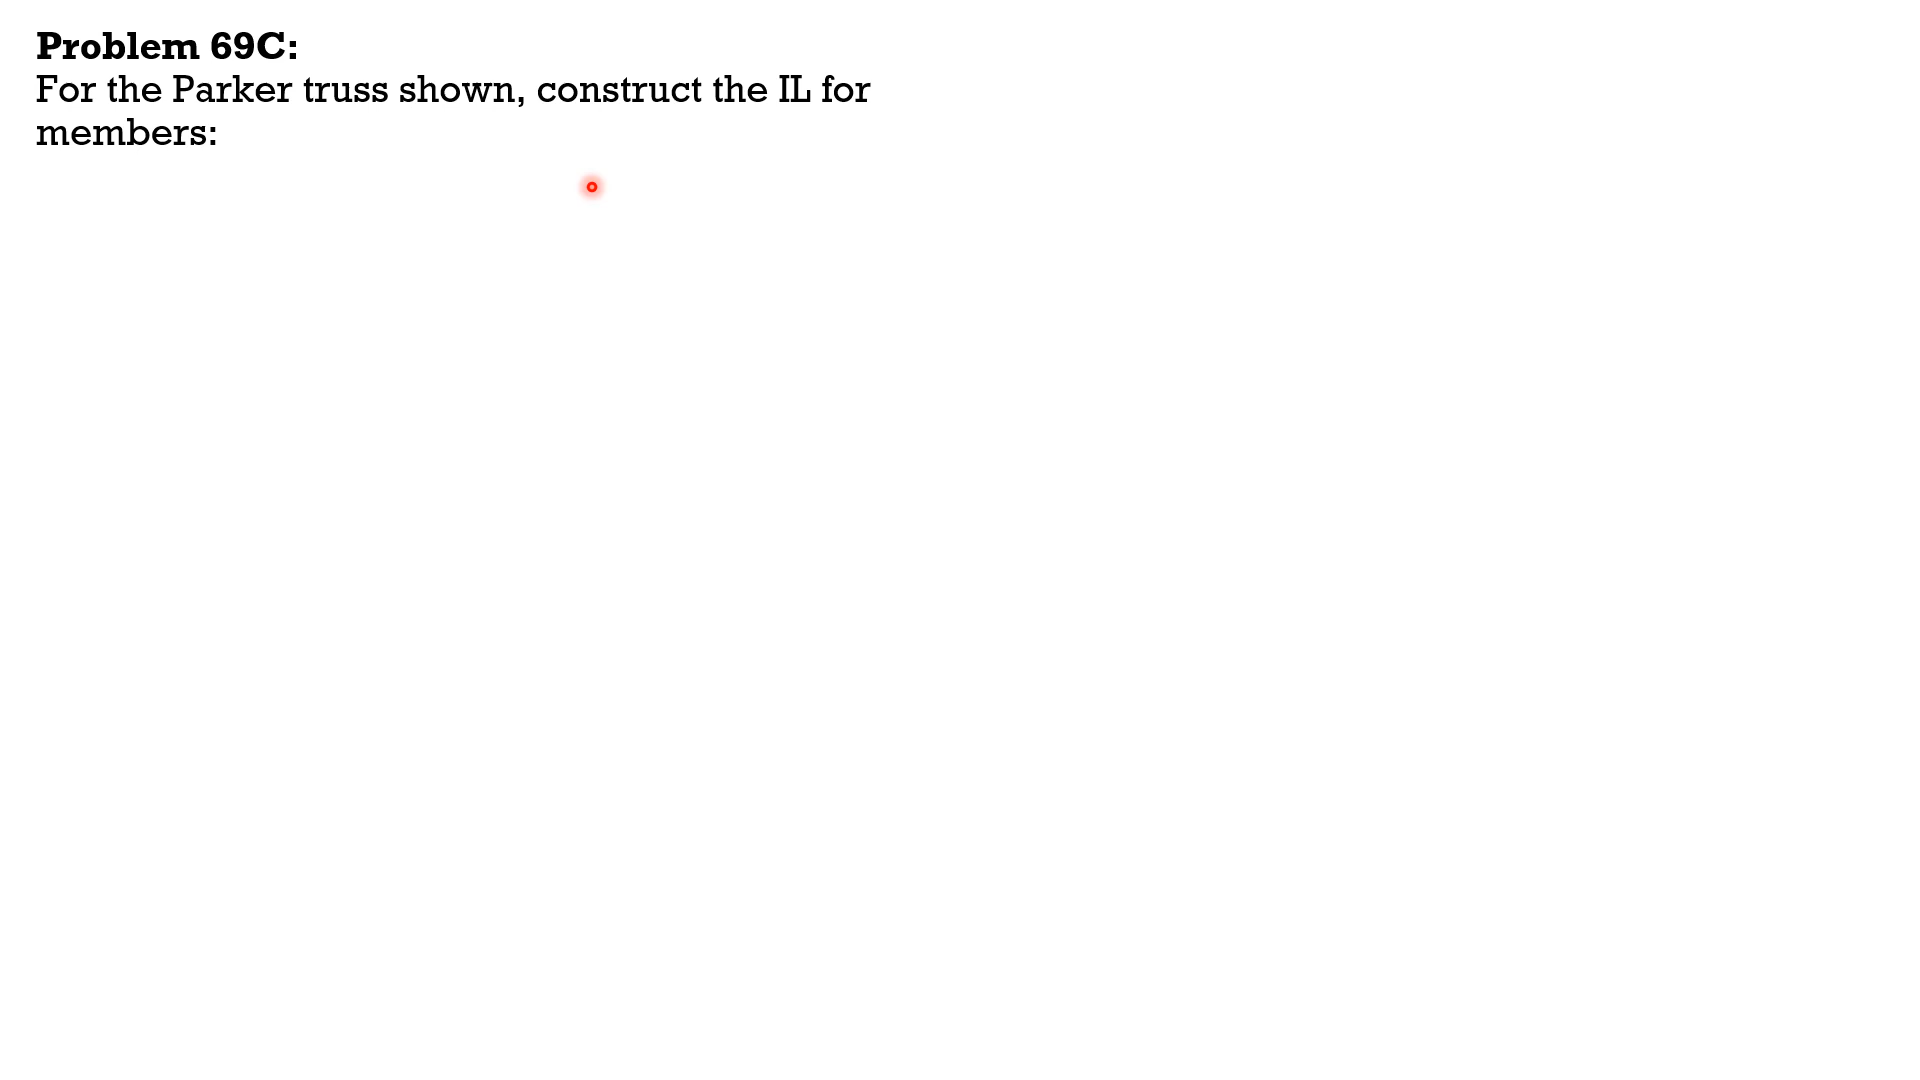 Problem 69C:
For the Parker truss shown, construct the IL for
members: